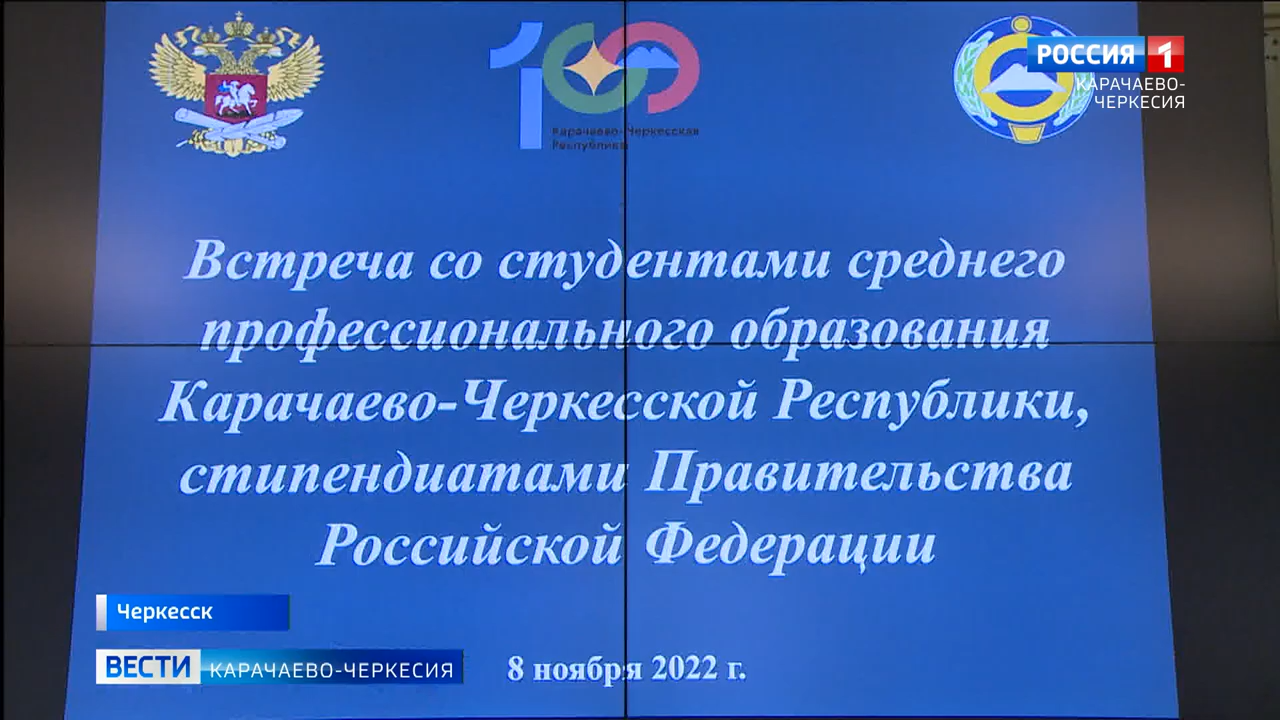 100
Карачаево-Черкесская
Республика
РОССИЯ 1
КАРАЧАЕВО-
ЧЕРКЕСИЯ
Встреча со студентами среднего
профессионального образования
Карачаево-Черкесской Республики,
стипендиатами Правительства
Российской Федерации
Черкесск
ВЕСТИ КАРАЧАЕВО-ЧЕРКЕСИЯ
8 ноября 2022 г.